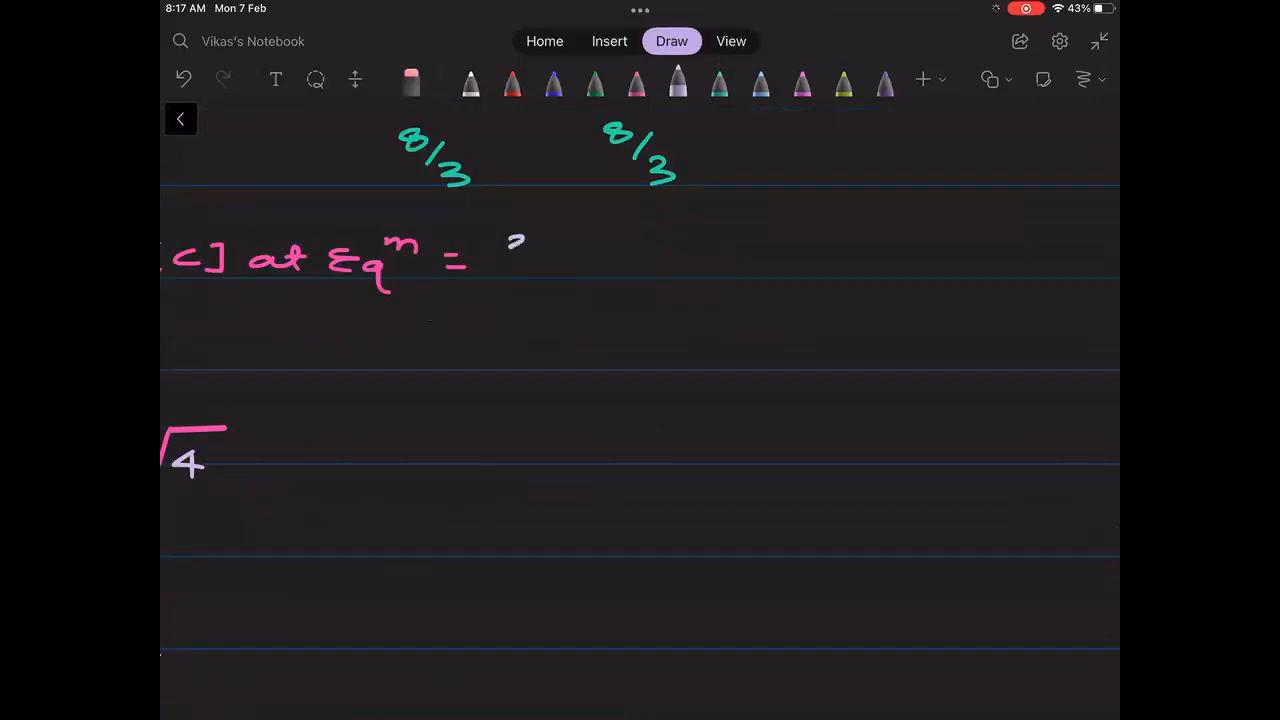 8:17 AM Mon 7 Feb 43%
Vikas's Notebook Home Insert Draw View
8/3 8/3
[C] at Eqⁿ =
√4